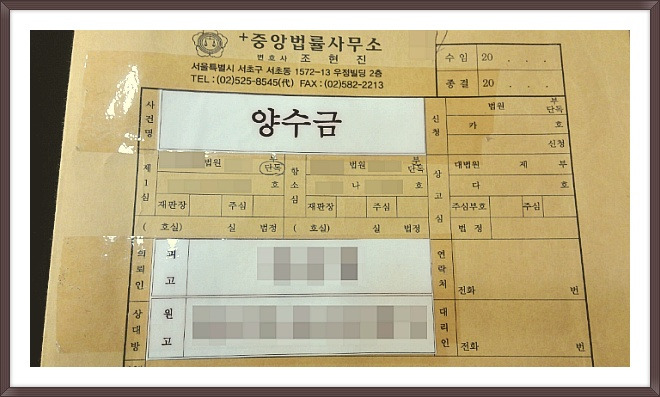 +중앙법률사무소
변호사 조현진
서울특별시 서초구 서초동 1572-13 우정빌딩 2층
TEL : (02)525-8545(代) FAX : (02)582-2213
수임 20 . . .
종결 20 . . .
사건명
양수금
신청
법원 부 단독
카 호
신청
제1심
법원 부 단독
호
재판장 주심
( 호실) 실 법정
항소심
법원 부 단독
나 호
재판장 주심
( 호실) 실 법정
상고심
대법원 제 부
다 호
주심부호 주심
법정
의뢰인
피고
연락처
전화 번
상대방
원고
대리인
전화 번